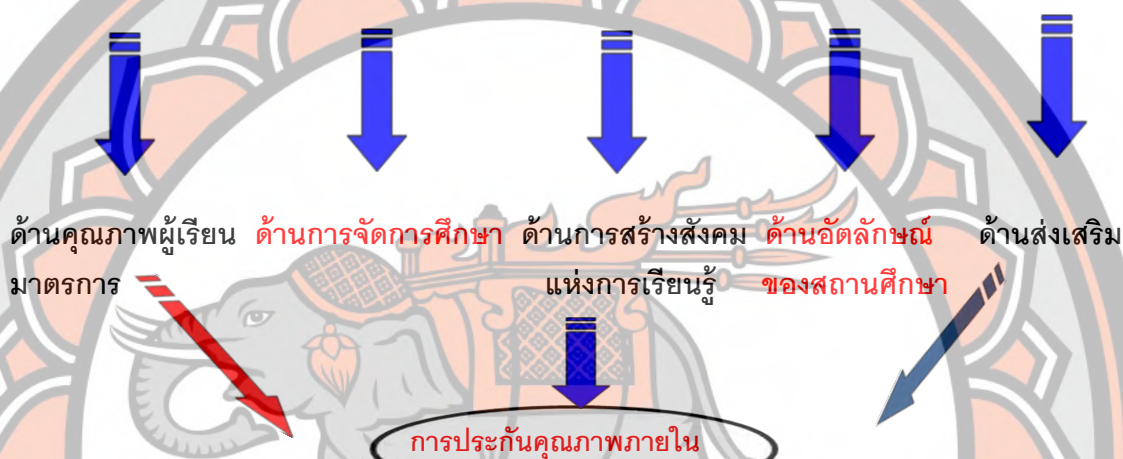 ด้านคุณภาพผู้เรียน ด้านการจัดการศึกษา ด้านการสร้างสังคม ด้านอัตลักษณ์ ด้านส่งเสริม
มาตรการ แห่งการเรียนรู้ ของสถานศึกษา
การประกันคุณภาพภายใน